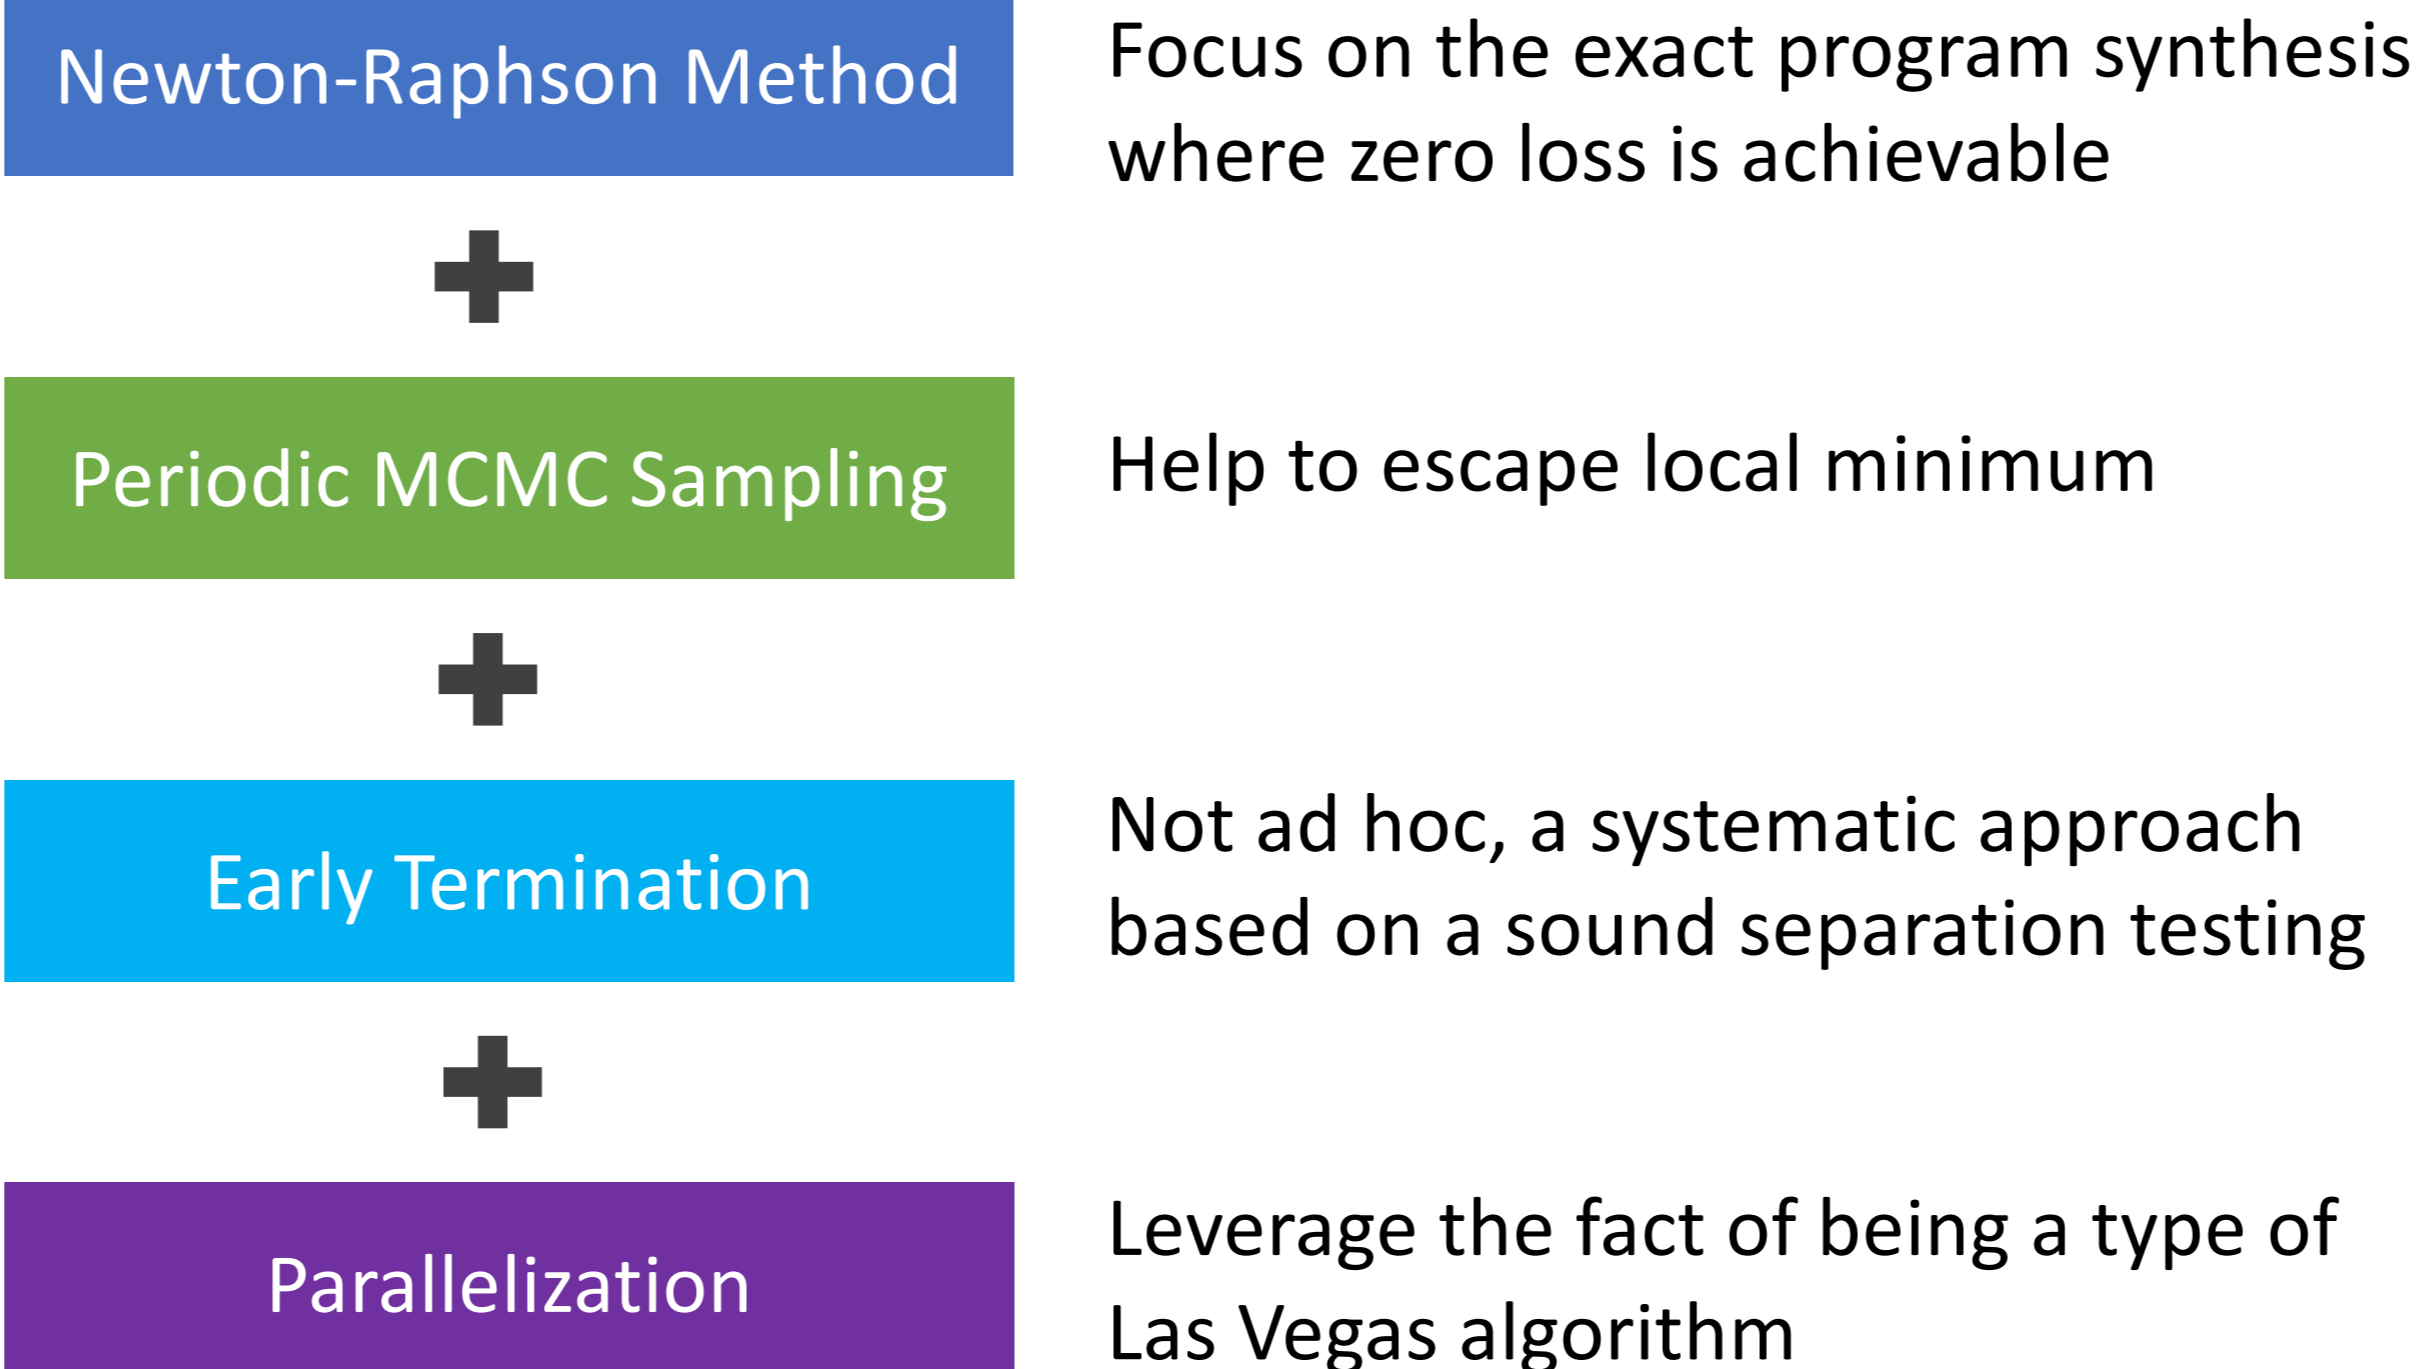 Newton-Raphson Method
Focus on the exact program synthesis
where zero loss is achievable
Periodic MCMC Sampling
Help to escape local minimum
Early Termination
Not ad hoc, a systematic approach
based on a sound separation testing
Parallelization
Leverage the fact of being a type of
Las Vegas algorithm